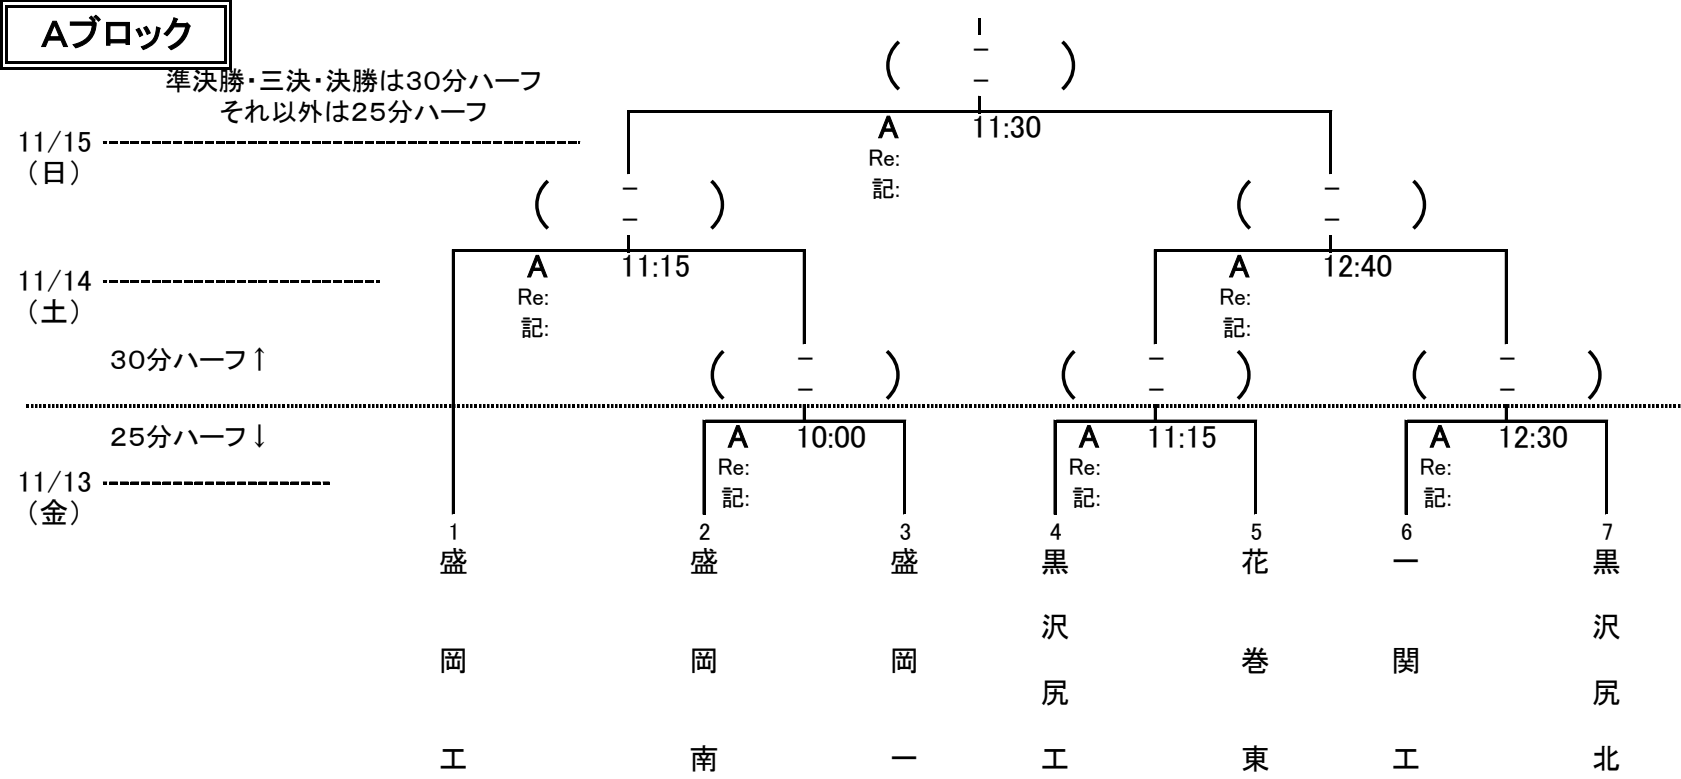 Aブロック
準決勝・三決・決勝は30分ハーフ
それ以外は25分ハーフ
( - - )
A 11:30
Re:
記:
11/15
(日)
( - - )
( - - )
A 11:15
Re:
記:
A 12:40
Re:
記:
11/14
(土)
30分ハーフ↑
( - - )
( - - )
( - - )
25分ハーフ↓
A 10:00
Re:
記:
A 11:15
Re:
記:
A 12:30
Re:
記:
11/13
(金)
1
盛岡工
2
盛岡南
3
盛岡一
4
黒沢尻工
5
花巻東
6
一関工
7
黒沢尻北